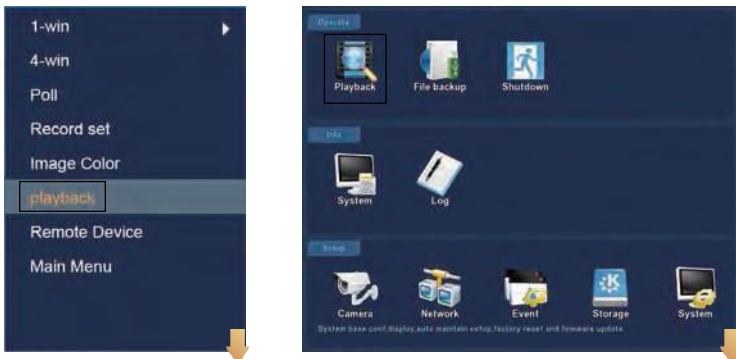 1-win
4-win
Poll
Record set
Image Color
playback
Remote Device
Main Menu
Operate
Playback File backup Shutdown
Info
System Log
Setup
Camera Network Event Storage System
System base conf,display,auto maintain setup,factory reset and firmware update.